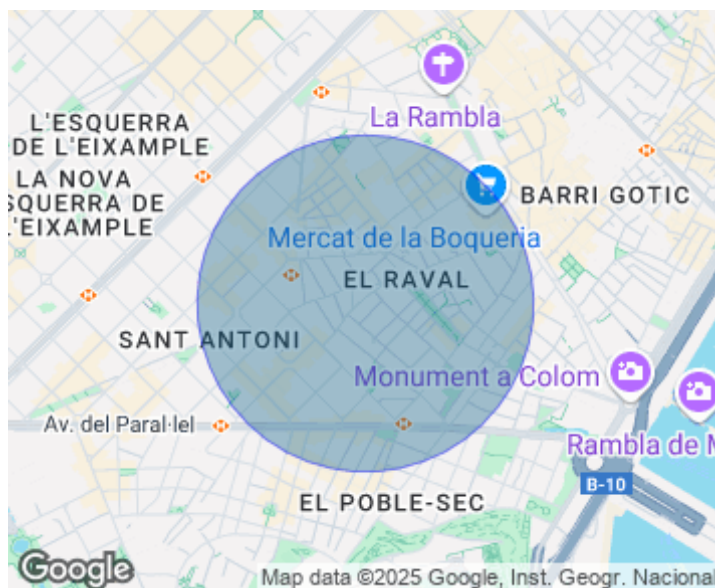 La Rambla
L'ESQUERRA
DE L'EIXAMPLE
LA NOVA
SQUERRA DE
L'EIXAMPLE
BARRI GOTIC
Mercat de la Boqueria
EL RAVAL
SANT ANTONI
Monument a Colom
Av. del Paral·lel
Rambla de M
B-10
EL POBLE-SEC
Google
Map data ©2025 Google, Inst. Geogr. Nacional